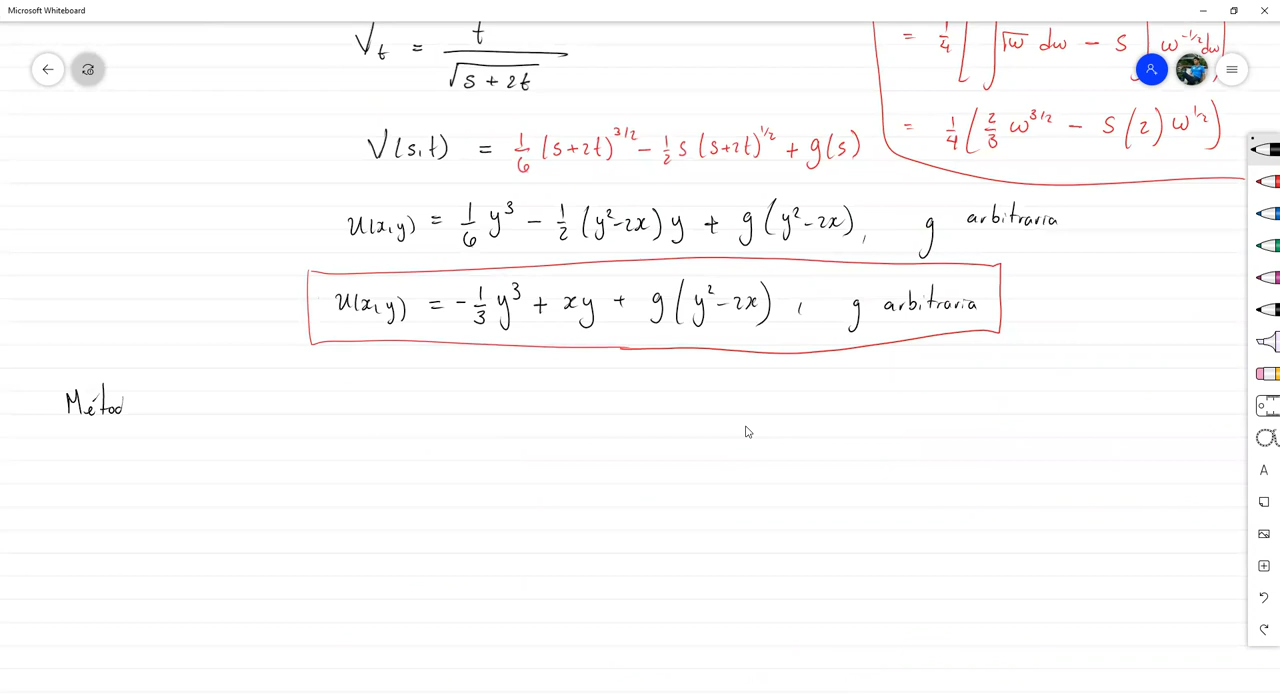 Microsoft Whiteboard
V_t = t / √(s + 2t)
= 1/4 [ ∫ √w dw − s ∫ w^(-1/2) dw
= 1/4 ( 2/3 w^(3/2) − s (2) w^(1/2) )
V(s,t) = 1/6 (s+2t)^(3/2) − 1/2 s (s+2t)^(1/2) + g(s)
u(x,y) = 1/6 y³ − 1/2 (y²−2x) y + g (y²−2x), g arbitraria
u(x,y) = −1/3 y³ + xy + g (y²−2x), g arbitraria
Métod
A